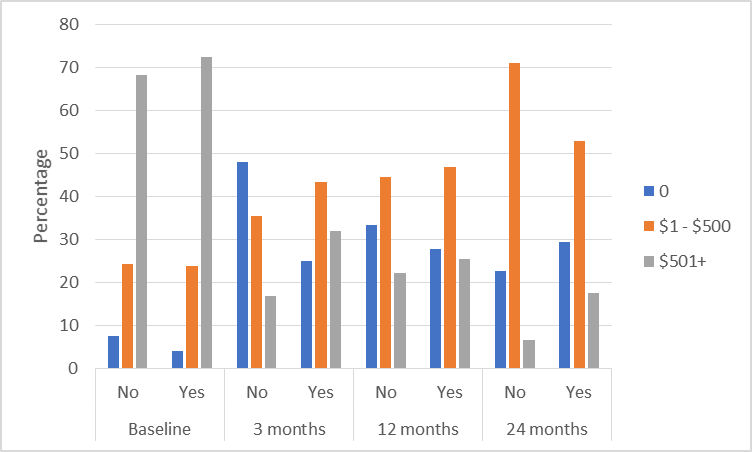 80
70
60
50
40
30
20
10
0
Percentage
No Yes No Yes No Yes No Yes
Baseline 3 months 12 months 24 months
0
$1 - $500
$501+